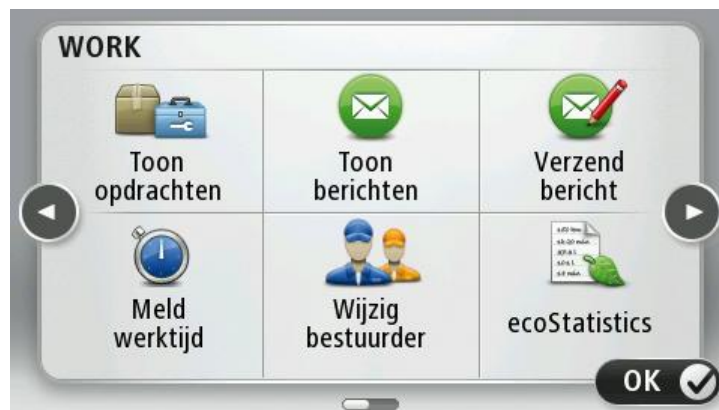 WORK
Toon
opdrachten
Toon
berichten
Verzend
bericht
Meld
werktijd
Wijzig
bestuurder
ecoStatistics
OK